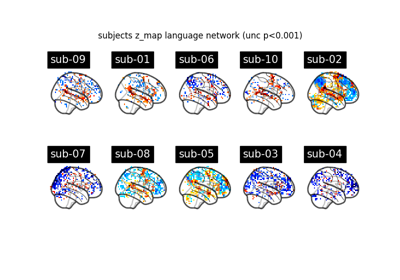 subjects z_map language network (unc p<0.001)
sub-09 sub-01 sub-06 sub-10 sub-02
sub-07 sub-08 sub-05 sub-03 sub-04